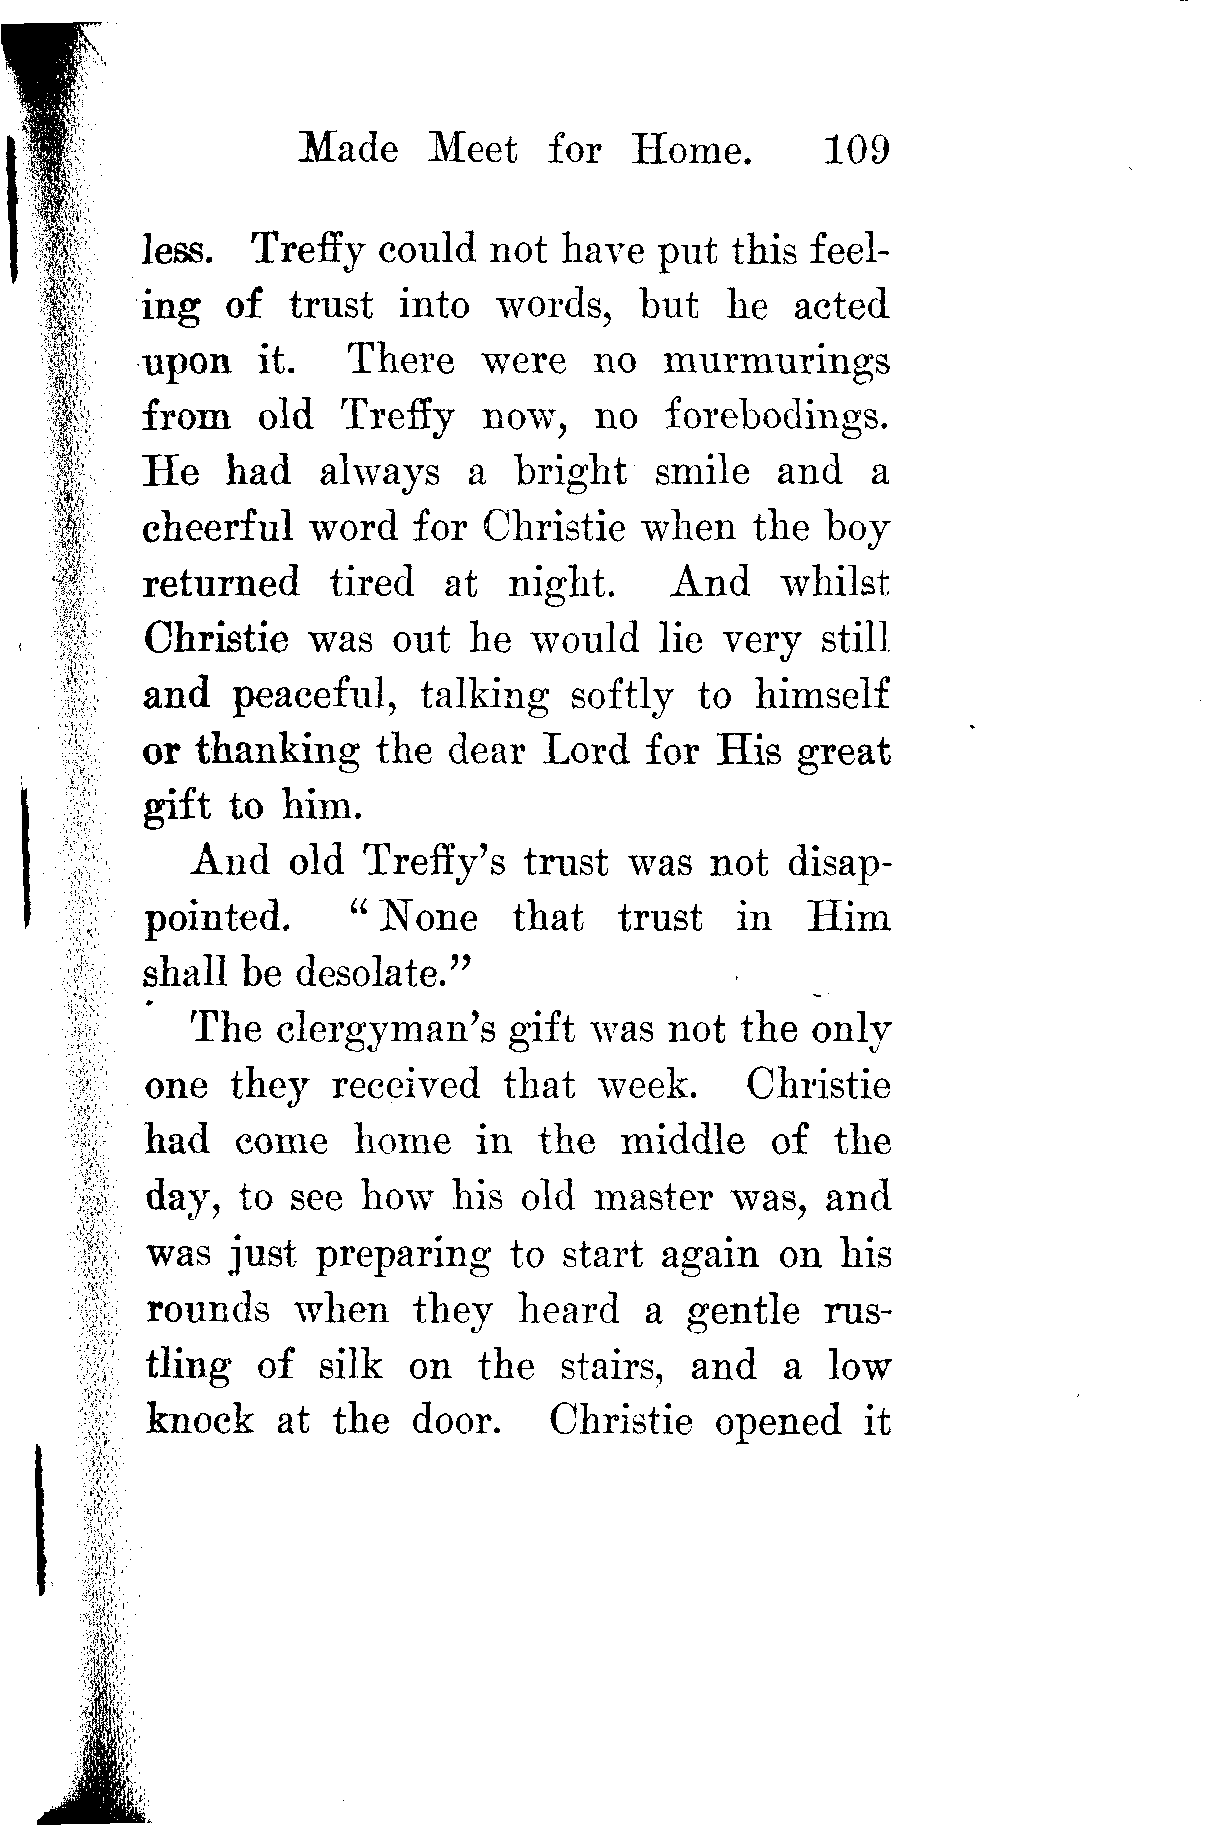 Made Meet for Home. 109
less. Treffy could not have put this feel-
ing of trust into words, but he acted
upon it. There were no murmurings
from old Treffy now, no forebodings.
He had always a bright smile and a
cheerful word for Christie when the boy
returned tired at night. And whilst
Christie was out he would lie very still
and peaceful, talking softly to himself
or thanking the dear Lord for His great
gift to him.
And old Treffy's trust was not disap-
pointed. "None that trust in Him
shall be desolate."
The clergyman's gift was not the only
one they received that week. Christie
had come home in the middle of the
day, to see how his old master was, and
was just preparing to start again on his
rounds when they heard a gentle rus-
tling of silk on the stairs, and a low
knock at the door. Christie opened it